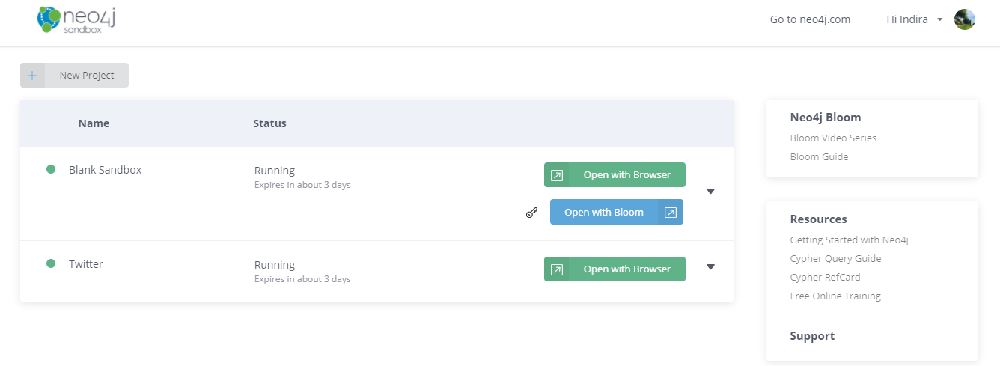 neo4j
sandbox
Go to neo4j.com
Hi Indira
New Project
Name Status
Blank Sandbox
Running
Expires in about 3 days
Open with Browser
Open with Bloom
Twitter
Running
Expires in about 3 days
Open with Browser
Neo4j Bloom
Bloom Video Series
Bloom Guide
Resources
Getting Started with Neo4j
Cypher Query Guide
Cypher RefCard
Free Online Training
Support